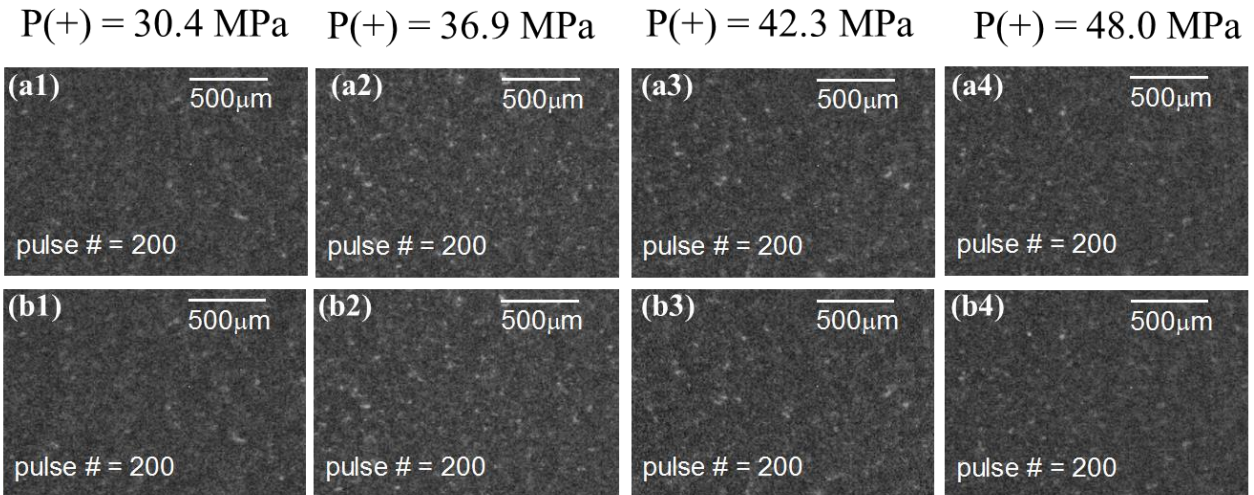 P(+) = 30.4 MPa
P(+) = 36.9 MPa
P(+) = 42.3 MPa
P(+) = 48.0 MPa
(a1)
500μm
pulse # = 200
(a2)
500μm
pulse # = 200
(a3)
500μm
pulse # = 200
(a4)
500μm
pulse # = 200
(b1)
500μm
pulse # = 200
(b2)
500μm
pulse # = 200
(b3)
500μm
pulse # = 200
(b4)
500μm
pulse # = 200